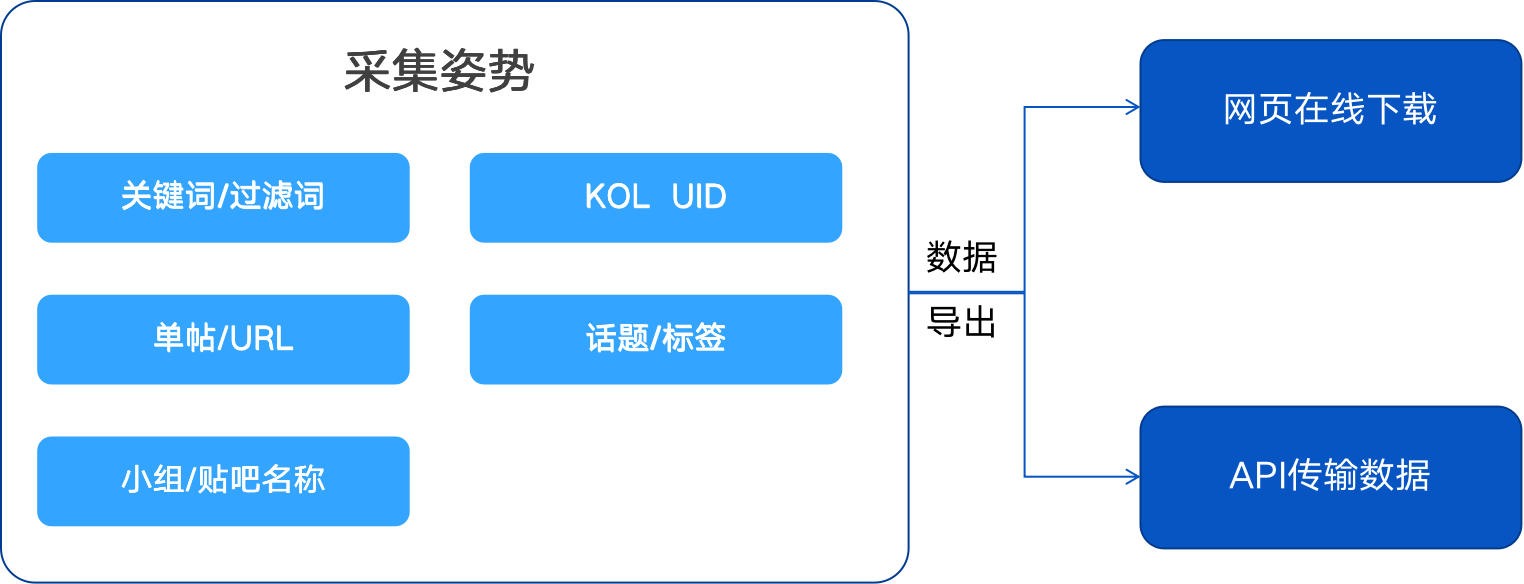 采集姿势
关键词/过滤词
KOL UID
单帖/URL
话题/标签
小组/贴吧名称
数据
导出
网页在线下载
API传输数据